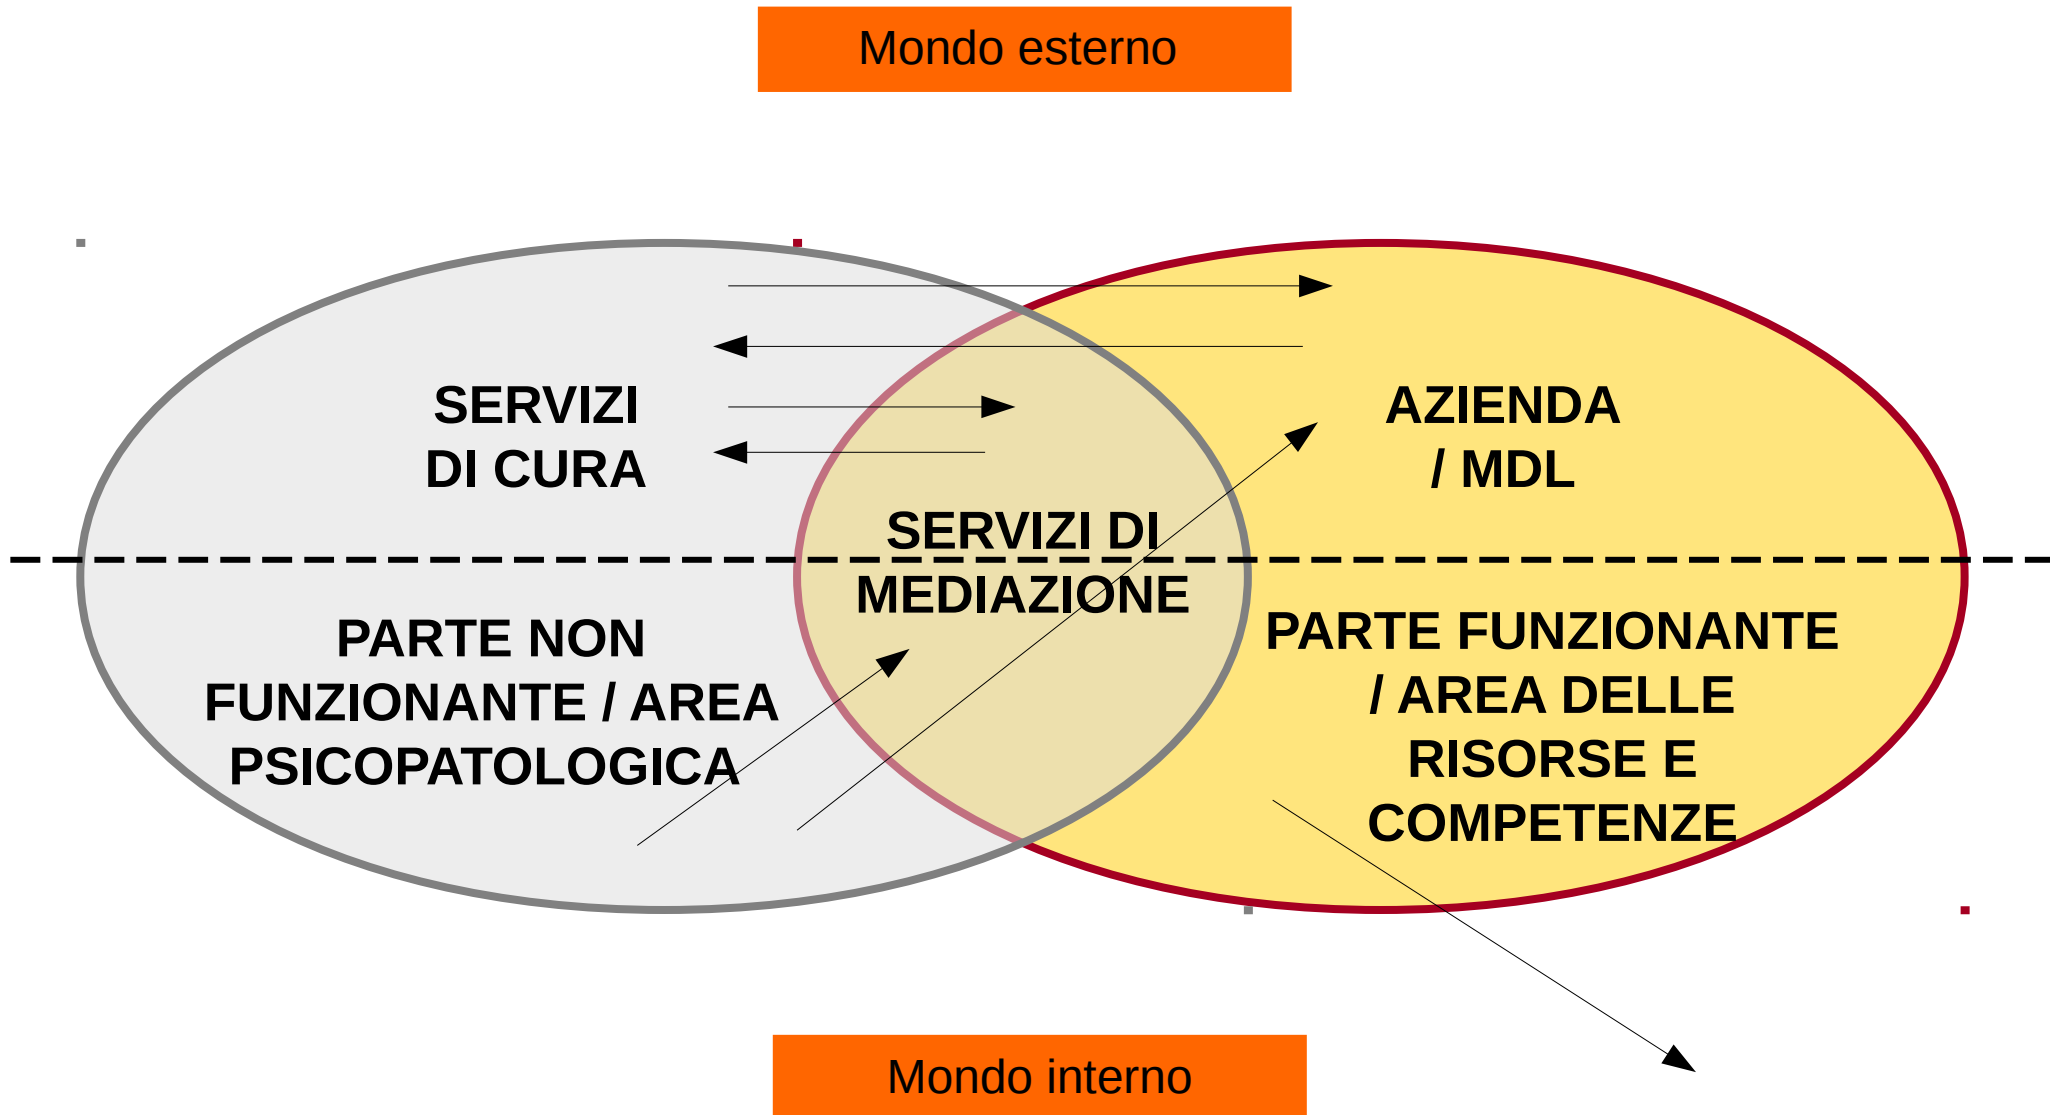 Mondo esterno
SERVIZI
DI CURA
AZIENDA
/ MDL
SERVIZI DI
MEDIAZIONE
PARTE NON
FUNZIONANTE / AREA
PSICOPATOLOGICA
PARTE FUNZIONANTE
/ AREA DELLE
RISORSE E
COMPETENZE
Mondo interno